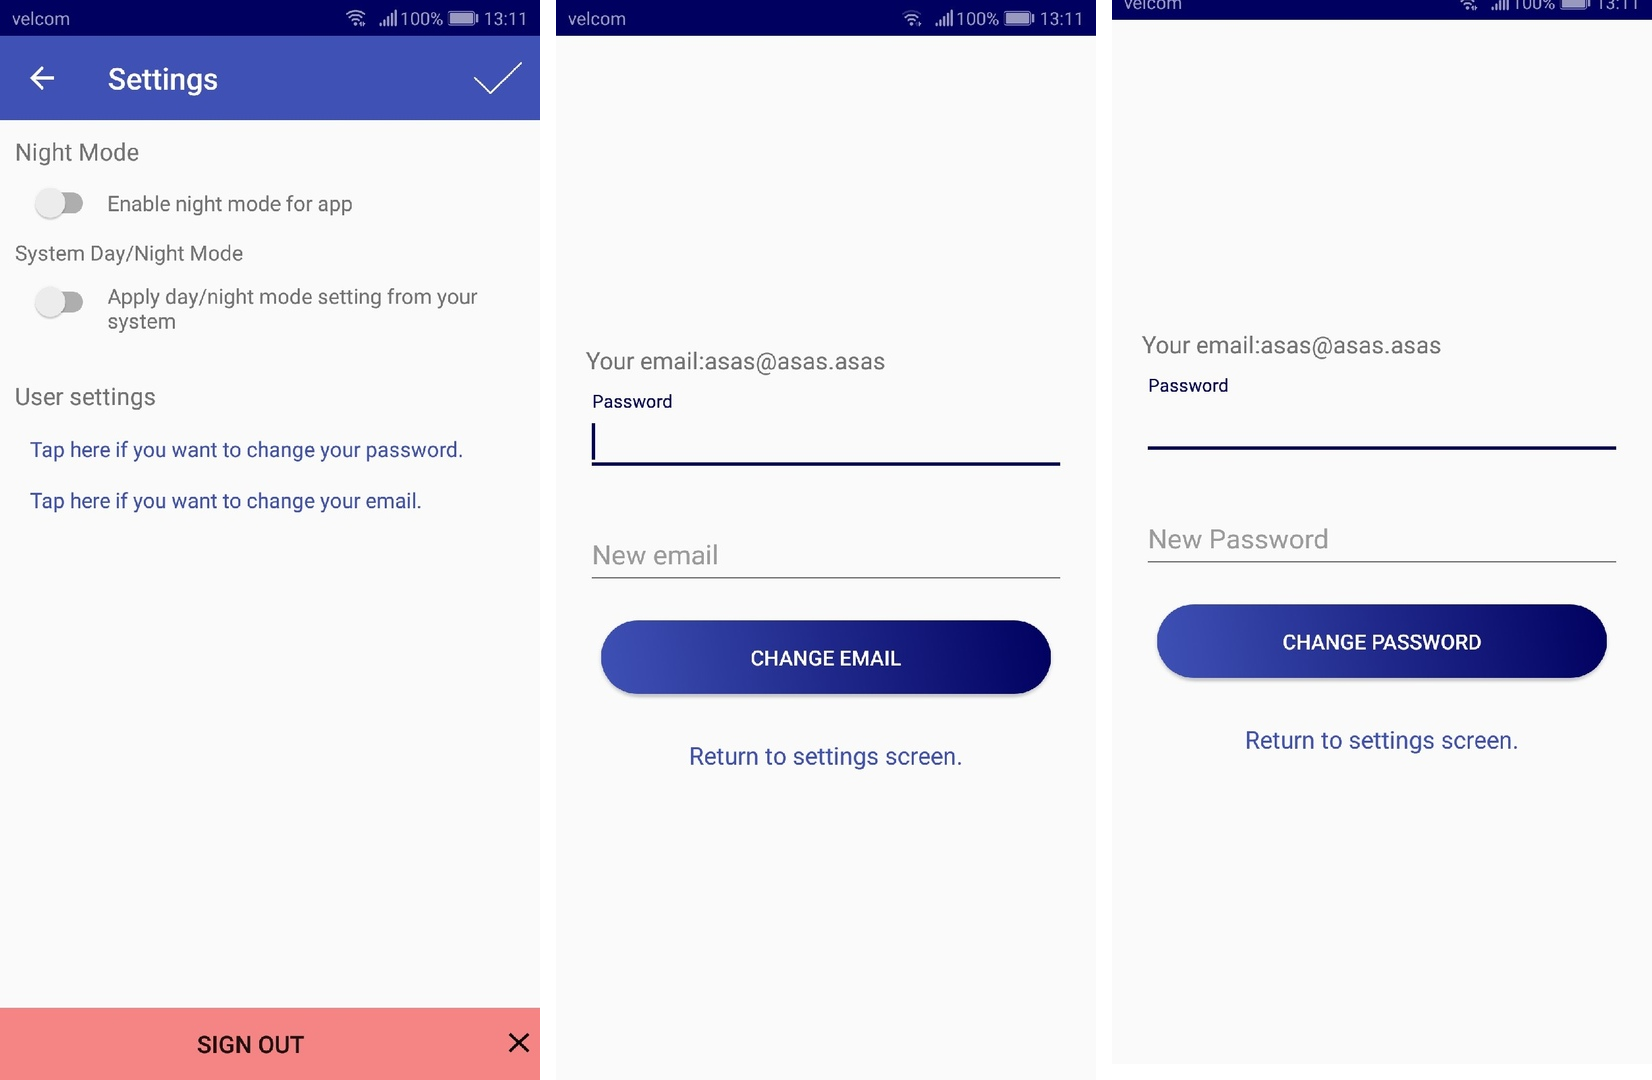 velcom
100%
13:11
Settings
Night Mode
Enable night mode for app
System Day/Night Mode
Apply day/night mode setting from your
system
User settings
Tap here if you want to change your password.
Tap here if you want to change your email.
SIGN OUT
velcom
100%
13:11
Your email:asas@asas.asas
Password
New email
CHANGE EMAIL
Return to settings screen.
velcom
100%
13:11
Your email:asas@asas.asas
Password
New Password
CHANGE PASSWORD
Return to settings screen.